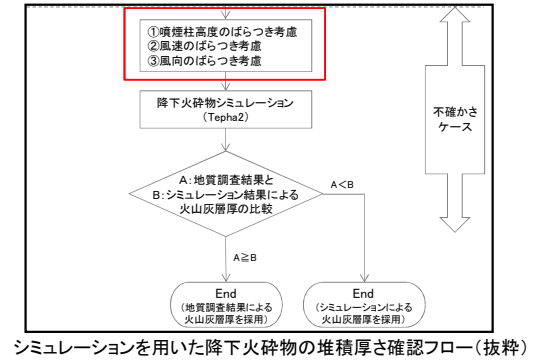 ①噴煙柱高度のばらつき考慮
②風速のばらつき考慮
③風向のばらつき考慮
降下火砕物シミュレーション
(Tepha2)
不確かさ
ケース
A:地質調査結果と
B:シミュレーション結果による
火山灰層厚の比較
A<B
A≧B
End
(地質調査結果による
火山灰層厚を採用)
End
(シミュレーションによる
火山灰層厚を採用)
シミュレーションを用いた降下火砕物の堆積厚さ確認フロー(抜粋)